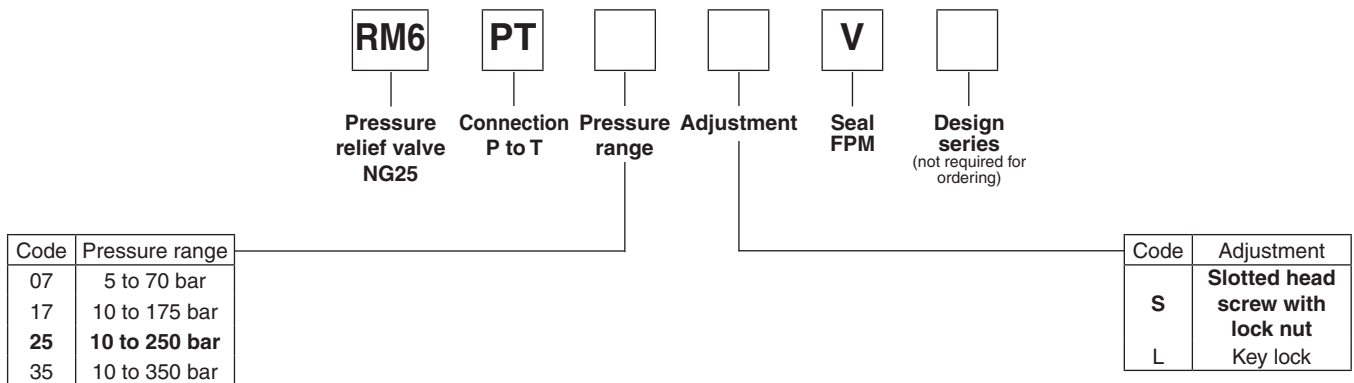 RM6 PT V
Pressure relief valve NG25
Connection P to T
Pressure range
Adjustment
Seal FPM
Design series
(not required for ordering)
Code Pressure range
07 5 to 70 bar
17 10 to 175 bar
25 10 to 250 bar
35 10 to 350 bar
Code Adjustment
S Slotted head screw with lock nut
L Key lock